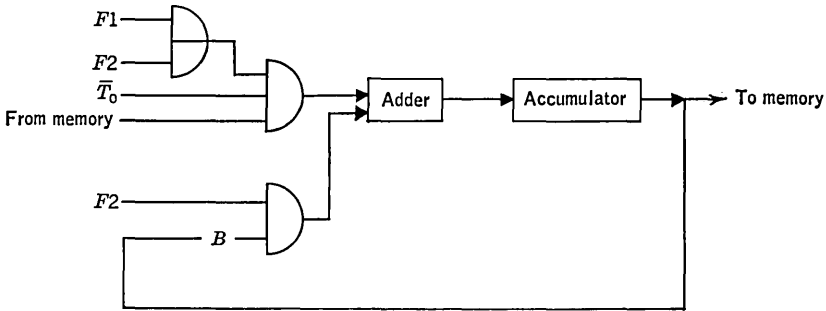 F1
F2
T̅₀
From memory
Adder
Accumulator
To memory
F2
B